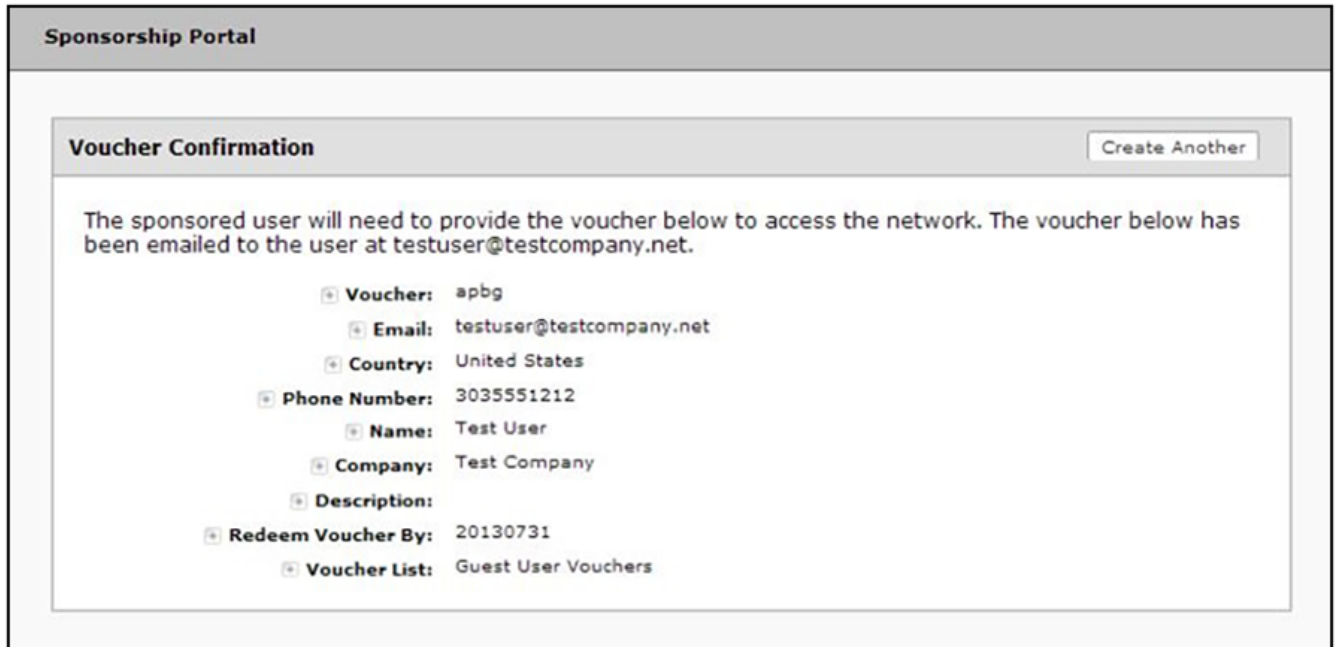 Sponsorship Portal
Voucher Confirmation
Create Another
The sponsored user will need to provide the voucher below to access the network. The voucher below has
been emailed to the user at testuser@testcompany.net.
Voucher: apbg
Email: testuser@testcompany.net
Country: United States
Phone Number: 3035551212
Name: Test User
Company: Test Company
Description:
Redeem Voucher By: 20130731
Voucher List: Guest User Vouchers